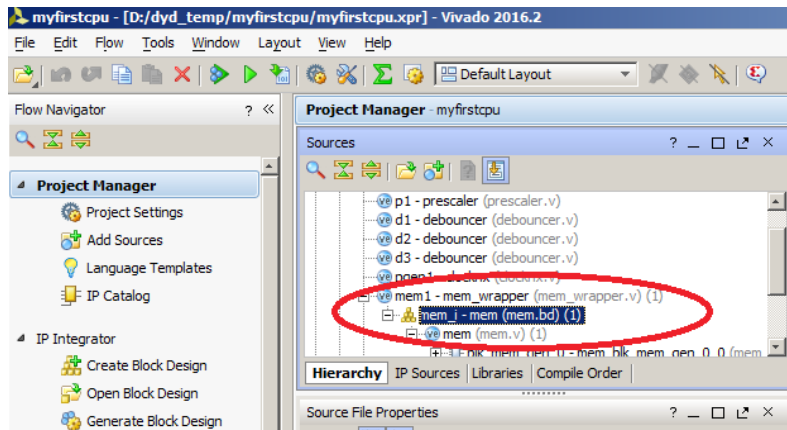 myfirstcpu - [D:/dyd_temp/myfirstcpu/myfirstcpu.xpr] - Vivado 2016.2
File Edit Flow Tools Window Layout View Help
Default Layout
Flow Navigator ? «
Project Manager
Project Settings
Add Sources
Language Templates
IP Catalog
IP Integrator
Create Block Design
Open Block Design
Generate Block Design
Project Manager - myfirstcpu
Sources ?
p1 - prescaler (prescaler.v)
d1 - debouncer (debouncer.v)
d2 - debouncer (debouncer.v)
d3 - debouncer (debouncer.v)
mem1 - mem_wrapper (mem_wrapper.v) (1)
mem_i - mem (mem.bd) (1)
mem (mem.v) (1)
blk_mem_gen_0 - mem_blk_mem_gen_0_0 (mem
Hierarchy IP Sources Libraries Compile Order
Source File Properties ?